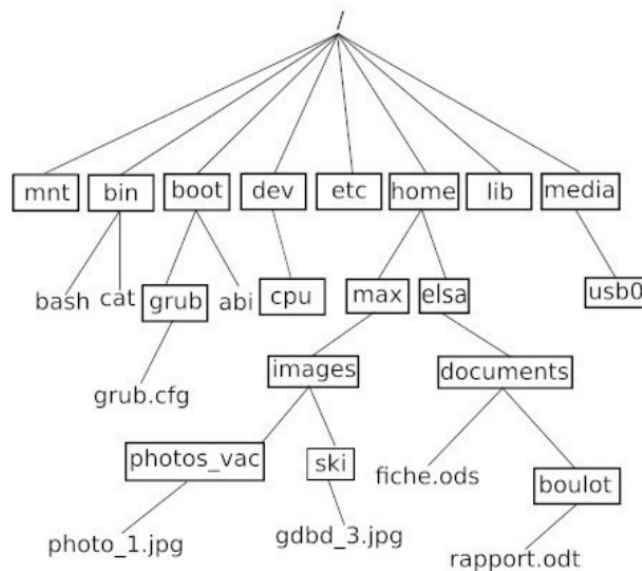 /
mnt bin boot dev etc home lib media
bash cat grub abi cpu max elsa usb0
grub.cfg images documents
photos_vac ski fiche.ods boulot
photo_1.jpg gdbd_3.jpg rapport.odt